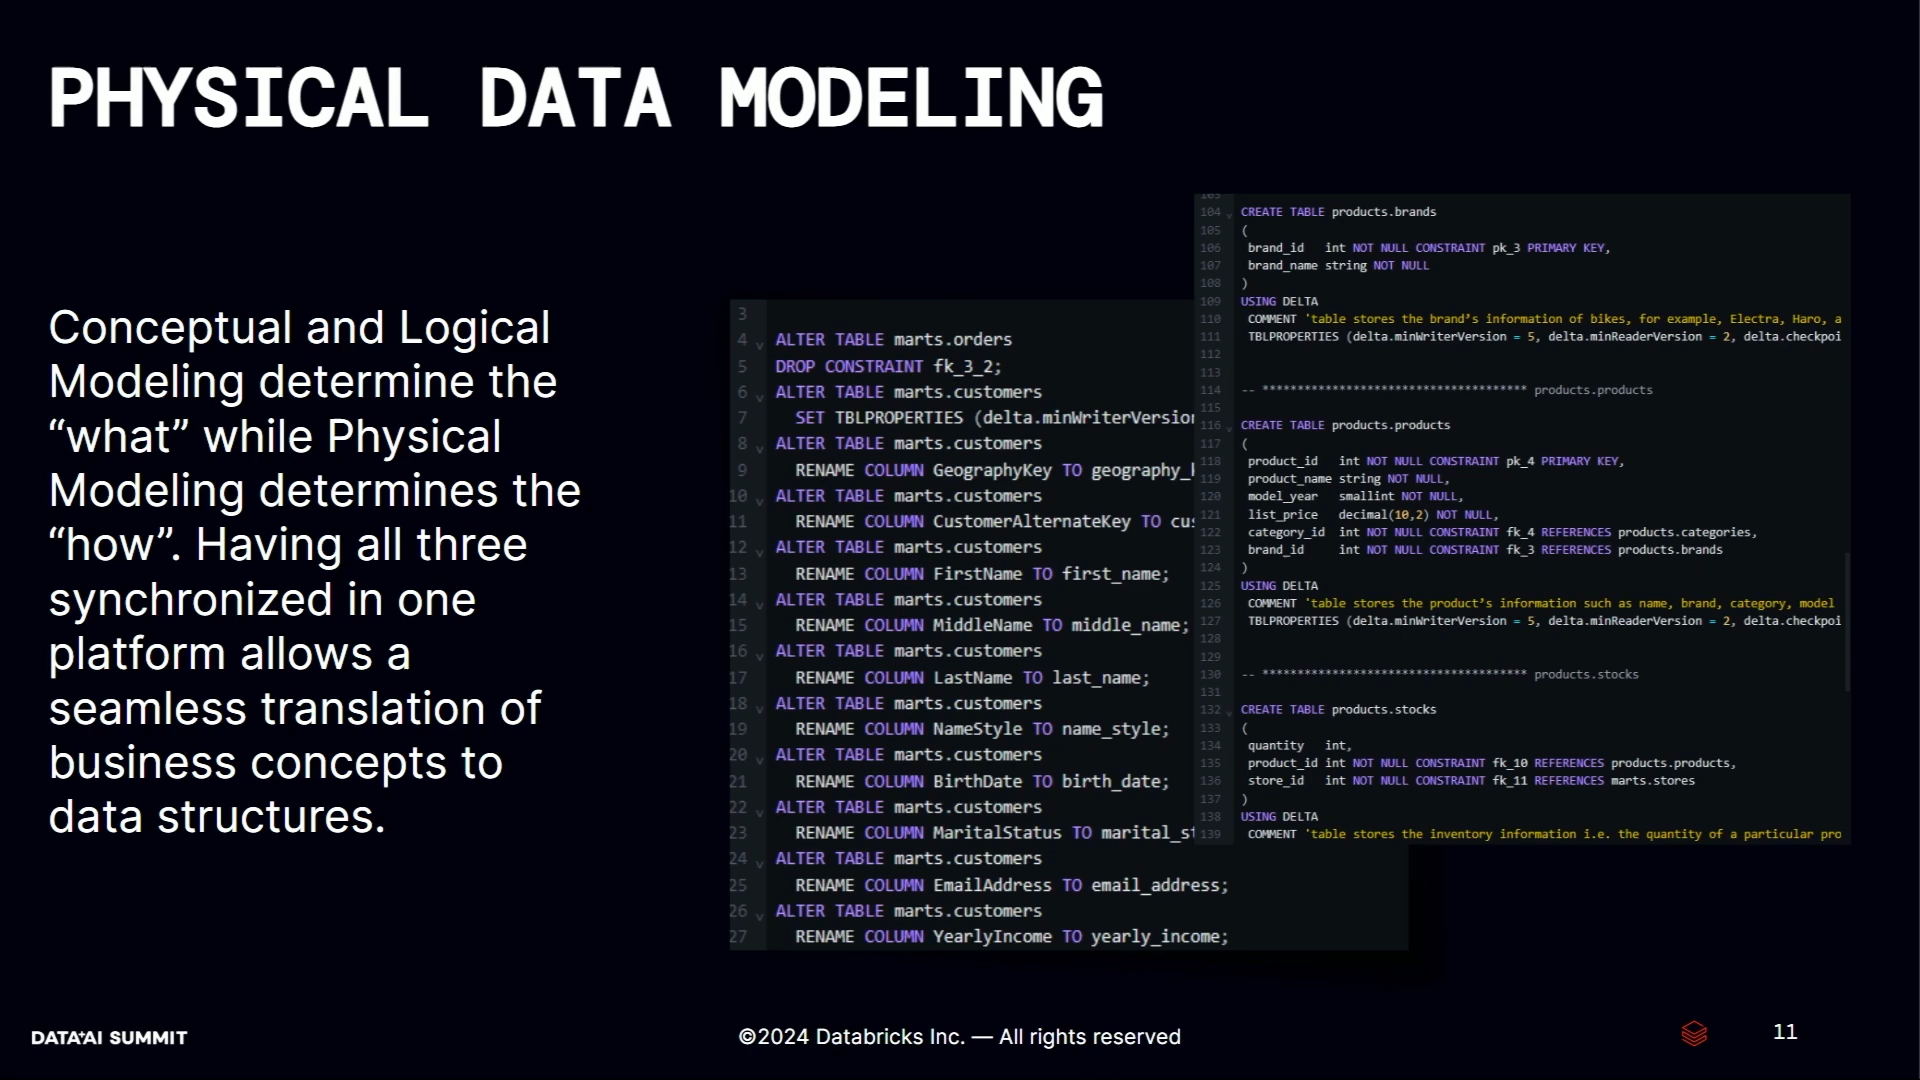 PHYSICAL DATA MODELING
Conceptual and Logical
Modeling determine the
“what” while Physical
Modeling determines the
“how”. Having all three
synchronized in one
platform allows a
seamless translation of
business concepts to
data structures.
3
4 ALTER TABLE marts.orders
5 DROP CONSTRAINT fk_3_2;
6 ALTER TABLE marts.customers
7 SET TBLPROPERTIES (delta.minWriterVersion
8 ALTER TABLE marts.customers
9 RENAME COLUMN GeographyKey TO geography_
10 ALTER TABLE marts.customers
11 RENAME COLUMN CustomerAlternateKey TO cus
12 ALTER TABLE marts.customers
13 RENAME COLUMN FirstName TO first_name;
14 ALTER TABLE marts.customers
15 RENAME COLUMN MiddleName TO middle_name;
16 ALTER TABLE marts.customers
17 RENAME COLUMN LastName TO last_name;
18 ALTER TABLE marts.customers
19 RENAME COLUMN NameStyle TO name_style;
20 ALTER TABLE marts.customers
21 RENAME COLUMN BirthDate TO birth_date;
22 ALTER TABLE marts.customers
23 RENAME COLUMN MaritalStatus TO marital_st
24 ALTER TABLE marts.customers
25 RENAME COLUMN EmailAddress TO email_address;
26 ALTER TABLE marts.customers
27 RENAME COLUMN YearlyIncome TO yearly_income;
103
104 CREATE TABLE products.brands
105 (
106 brand_id int NOT NULL CONSTRAINT pk_3 PRIMARY KEY,
107 brand_name string NOT NULL
108 )
109 USING DELTA
110 COMMENT 'table stores the brand’s information of bikes, for example, Electra, Haro, a
111 TBLPROPERTIES (delta.minWriterVersion = 5, delta.minReaderVersion = 2, delta.checkpoi
112
113
114 -- ************************************** products.products
115
116 CREATE TABLE products.products
117 (
118 product_id int NOT NULL CONSTRAINT pk_4 PRIMARY KEY,
119 product_name string NOT NULL,
120 model_year smallint NOT NULL,
121 list_price decimal(10,2) NOT NULL,
122 category_id int NOT NULL CONSTRAINT fk_4 REFERENCES products.categories,
123 brand_id int NOT NULL CONSTRAINT fk_3 REFERENCES products.brands
124 )
125 USING DELTA
126 COMMENT 'table stores the product’s information such as name, brand, category, model
127 TBLPROPERTIES (delta.minWriterVersion = 5, delta.minReaderVersion = 2, delta.checkpoi
128
129
130 -- ************************************** products.stocks
131
132 CREATE TABLE products.stocks
133 (
134 quantity int,
135 product_id int NOT NULL CONSTRAINT fk_10 REFERENCES products.products,
136 store_id int NOT NULL CONSTRAINT fk_11 REFERENCES marts.stores
137 )
138 USING DELTA
139 COMMENT 'table stores the inventory information i.e. the quantity of a particular pro
DATA+AI SUMMIT
©2024 Databricks Inc. — All rights reserved
11